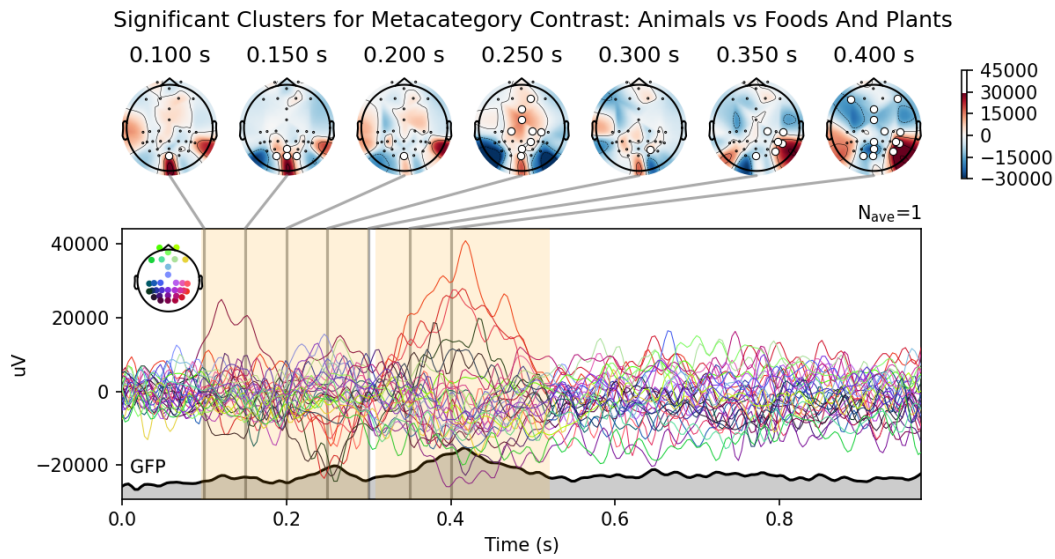 Significant Clusters for Metacategory Contrast: Animals vs Foods And Plants
0.100 s 0.150 s 0.200 s 0.250 s 0.300 s 0.350 s 0.400 s
45000
30000
15000
0
−15000
−30000
Nave=1
40000
20000
0
−20000
uV
GFP
0.0 0.2 0.4 0.6 0.8
Time (s)